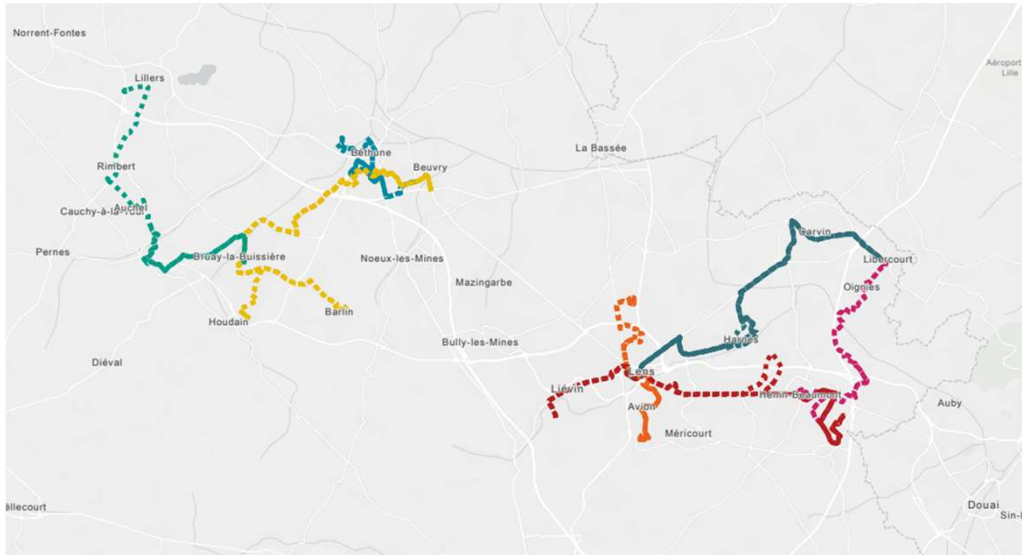 Norrent-Fontes
Aéropor
Lille
Lillers
La Bassée
Béthune
Beuvry
Rimbert
Auchel
Cauchy-à-la-Tour
Carvin
Pernes
Bruay-la-Buissière
Noeux-les-Mines
Libercourt
Mazingarbe
Oignies
Houdain
Barlin
Harnes
Bully-les-Mines
Diéval
Lens
Liévin
Hénin-Beaumont
Avion
Auby
Méricourt
Douai
ellecourt
Sin-l